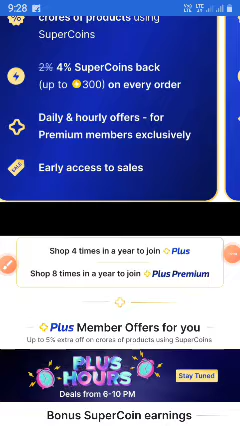 9:28
crores of products using
SuperCoins
2% 4% SuperCoins back
(up to 300) on every order
Daily & hourly offers - for
Premium members exclusively
SALE
Early access to sales
Shop 4 times in a year to join Plus
Shop 8 times in a year to join Plus Premium
Plus Member Offers for you
Up to 5% extra off on crores of products using SuperCoins
PLUS
HOURS
Deals from 6-10 PM
Stay Tuned
Bonus SuperCoin earnings